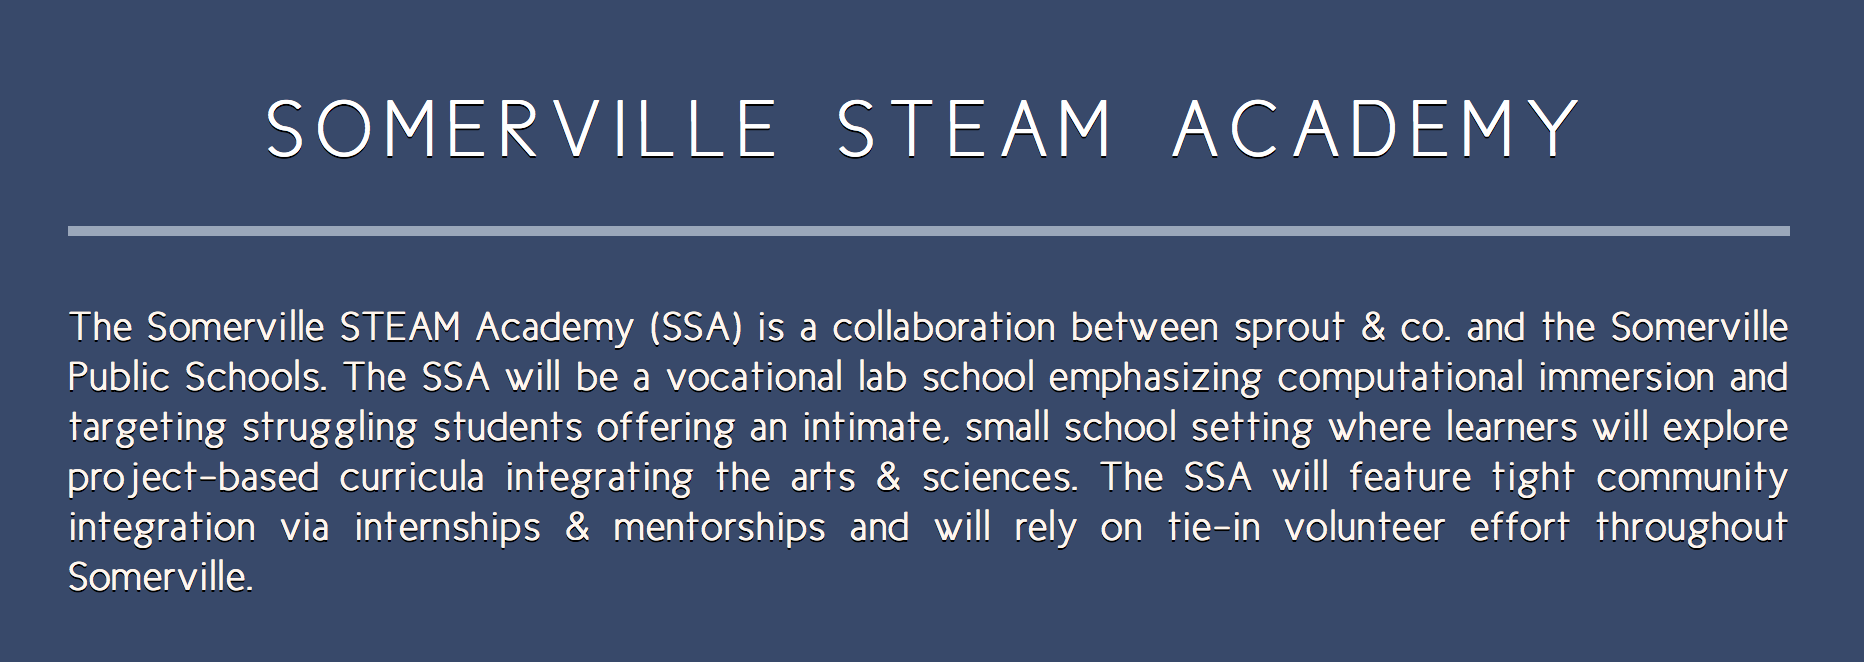 SOMERVILLE STEAM ACADEMY
The Somerville STEAM Academy (SSA) is a collaboration between sprout & co. and the Somerville
Public Schools. The SSA will be a vocational lab school emphasizing computational immersion and
targeting struggling students offering an intimate, small school setting where learners will explore
project-based curricula integrating the arts & sciences. The SSA will feature tight community
integration via internships & mentorships and will rely on tie-in volunteer effort throughout
Somerville.